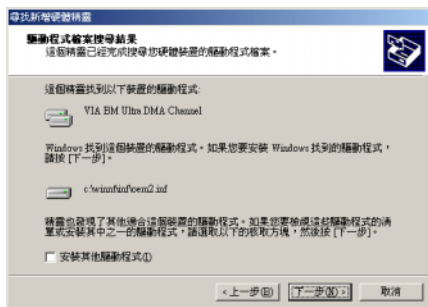 尋找新增硬體精靈
驅動程式檔案搜尋結果
這個精靈已經完成搜尋您硬體裝置的驅動程式檔案。
這個精靈找到以下裝置的驅動程式:
VIA BM Ultra DMA Channel
Windows 找到這個裝置的驅動程式。如果您要安裝 Windows 找到的驅動程式，
請按 [下一步]。
c:\winnt\inf\oem2.inf
精靈也發現了其他適合這個裝置的驅動程式。如果您要檢視這些驅動程式的清
單或安裝其中之一的驅動程式，請選取以下的核取方塊，然後按 [下一步]。
安裝其他驅動程式(I)
<上一步(B) 下一步(N)> 取消